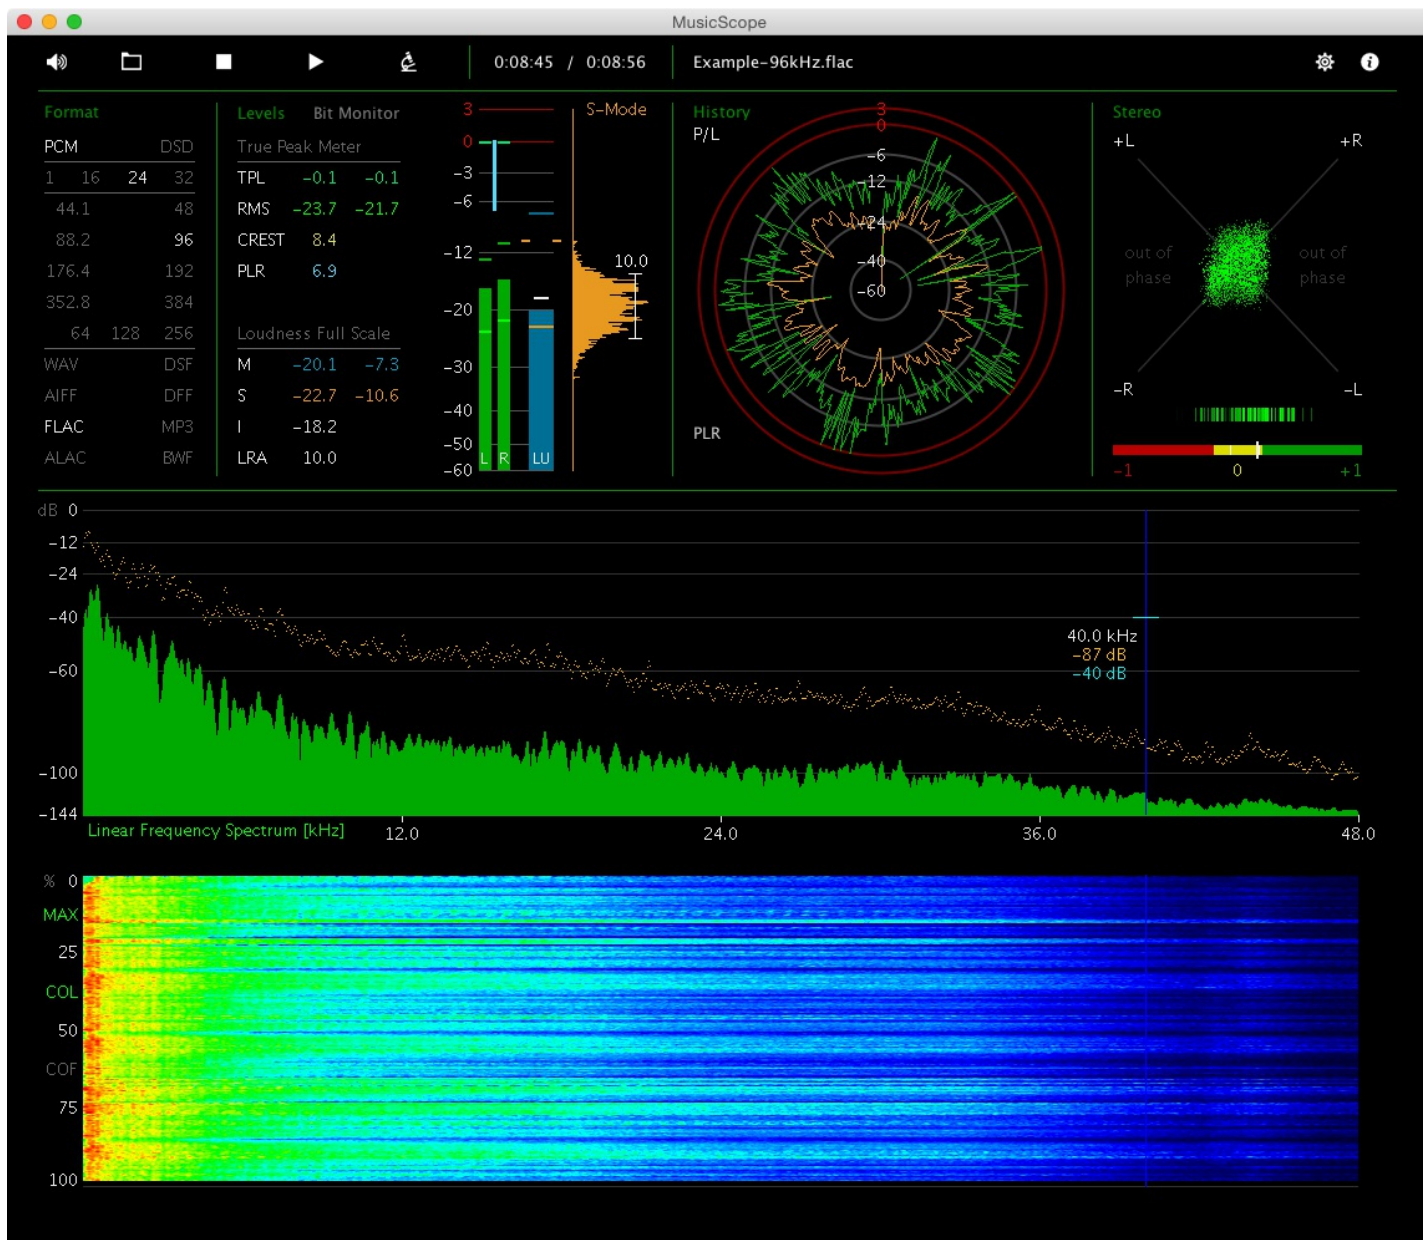 MusicScope
0:08:45 / 0:08:56 Example-96kHz.flac
Format
PCM DSD
1 16 24 32
44.1 48
88.2 96
176.4 192
352.8 384
64 128 256
WAV DSF
AIFF DFF
FLAC MP3
ALAC BWF
Levels Bit Monitor
True Peak Meter
TPL -0.1 -0.1
RMS -23.7 -21.7
CREST 8.4
PLR 6.9
Loudness Full Scale
M -20.1 -7.3
S -22.7 -10.6
I -18.2
LRA 10.0
3
0
-3
-6
-12
-20
-30
-40
-50
-60
L R LU
S-Mode
10.0
History
P/L
3
0
-6
-12
-24
-40
-60
PLR
Stereo
+L +R
out of phase
out of phase
-R -L
-1 0 +1
dB 0
-12
-24
-40
-60
-100
-144
40.0 kHz
-87 dB
-40 dB
Linear Frequency Spectrum [kHz] 12.0 24.0 36.0 48.0
% 0
MAX
25
COL
50
COF
75
100